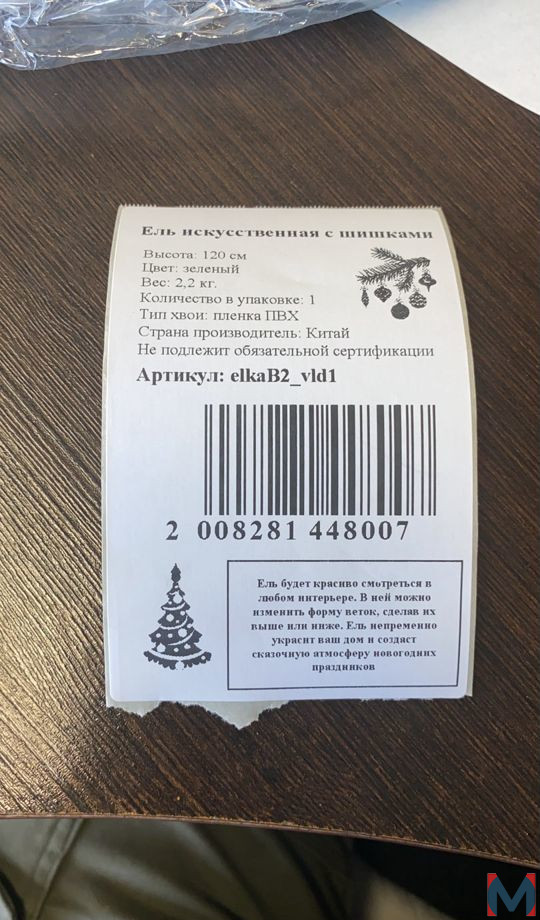 Ель искусственная с шишками
Высота: 120 см
Цвет: зеленый
Вес: 2,2 кг.
Количество в упаковке: 1
Тип хвои: пленка ПВХ
Страна производитель: Китай
Не подлежит обязательной сертификации
Артикул: elkaB2_vld1
2 008281 448007
Ель будет красиво смотреться в
любом интерьере. В ней можно
изменить форму веток, сделав их
выше или ниже. Ель непременно
украсит ваш дом и создаст
сказочную атмосферу новогодних
праздников
M